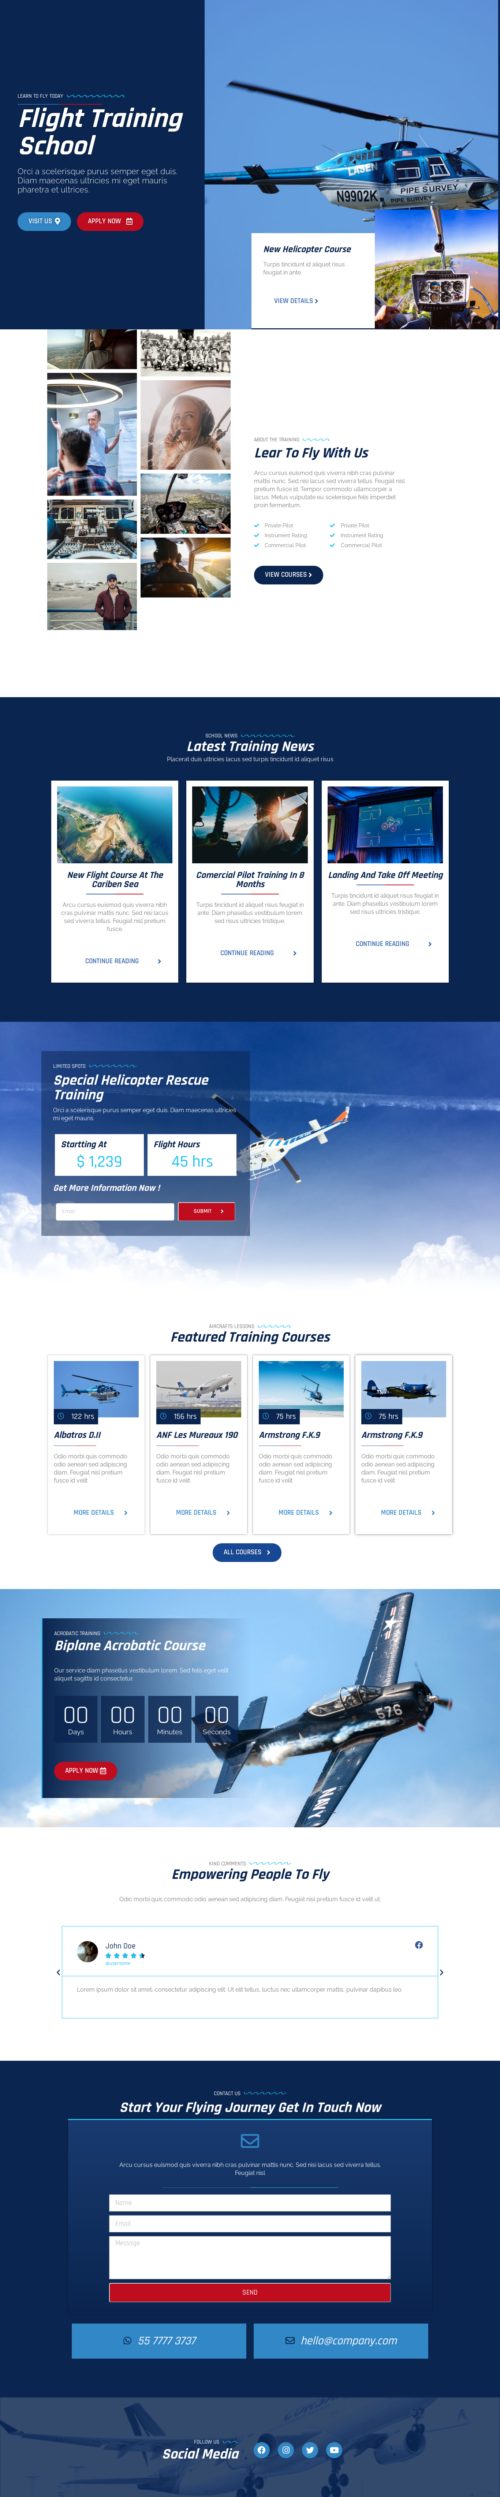 LEARN TO FLY TODAY
Flight Training
School
Orci a scelerisque purus semper eget duis.
Diam maecenas ultricies mi eget mauris
pharetra et ultrices.
VISIT US
APPLY NOW
LASEN
N9902K
PIPE SURVEY
PIPE SURVEY
New Helicopter Course
Turpis tincidunt id aliquet risus
feugiat in ante.
VIEW DETAILS
ABOUT THE TRAINING
Lear To Fly With Us
Arcu cursus euismod quis viverra nibh cras pulvinar
mattis nunc. Sed nisi lacus sed viverra tellus. Feugiat nisl
pretium fusce id. Tempor commodo ullamcorper a
lacus. Metus vulputate eu scelerisque felis imperdiet
proin fermentum.
Private Pilot
Private Pilot
Instrument Rating
Instrument Rating
Commercial Pilot
Commercial Pilot
VIEW COURSES
SCHOOL NEWS
Latest Training News
Placerat duis ultricies lacus sed turpis tincidunt id aliquet risus
New Flight Course At The
Cariben Sea
Arcu cursus euismod quis viverra nibh
cras pulvinar mattis nunc. Sed nisi lacus
sed viverra tellus. Feugiat nisl pretium
fusce.
CONTINUE READING
Comercial Pilot Training In 8
Months
Turpis tincidunt id aliquet risus feugiat in
ante. Diam phasellus vestibulum lorem
sed risus ultricies tristique.
CONTINUE READING
Landing And Take Off Meeting
Turpis tincidunt id aliquet risus feugiat in
ante. Diam phasellus vestibulum lorem
sed risus ultricies tristique.
CONTINUE READING
LIMITED SPOTS
Special Helicopter Rescue
Training
Orci a scelerisque purus semper eget duis. Diam maecenas ultricies
mi eget mauris.
Startting At
$ 1,239
Flight Hours
45 hrs
Get More Information Now !
Email
SUBMIT
AIRCRAFTS LESSONS
Featured Training Courses
122 hrs
Albatros D.II
Odio morbi quis commodo
odio aenean sed adipiscing
diam. Feugiat nisl pretium
fusce id velit
MORE DETAILS
156 hrs
ANF Les Mureaux 190
Odio morbi quis commodo
odio aenean sed adipiscing
diam. Feugiat nisl pretium
fusce id velit
MORE DETAILS
75 hrs
Armstrong F.K.9
Odio morbi quis commodo
odio aenean sed adipiscing
diam. Feugiat nisl pretium
fusce id velit
MORE DETAILS
75 hrs
Armstrong F.K.9
Odio morbi quis commodo
odio aenean sed adipiscing
diam. Feugiat nisl pretium
fusce id velit
MORE DETAILS
ALL COURSES
ACROBATIC TRAINING
Biplane Acrobatic Course
Our service diam phasellus vestibulum lorem. Sed felis eget velit
aliquet sagittis id consectetur.
00
Days
00
Hours
00
Minutes
00
Seconds
APPLY NOW
576
NAVY
KIND COMMENTS
Empowering People To Fly
Odio morbi quis commodo odio aenean sed adipiscing diam. Feugiat nisl pretium fusce id velit ut.
John Doe
@username
Lorem ipsum dolor sit amet, consectetur adipiscing elit. Ut elit tellus, luctus nec ullamcorper mattis, pulvinar dapibus leo.
CONTACT US
Start Your Flying Journey Get In Touch Now
Arcu cursus euismod quis viverra nibh cras pulvinar mattis nunc. Sed nisi lacus sed viverra tellus.
Feugiat nisl
Name
Email
Message
SEND
55 7777 3737
hello@company.com
FOLLOW US
Social Media